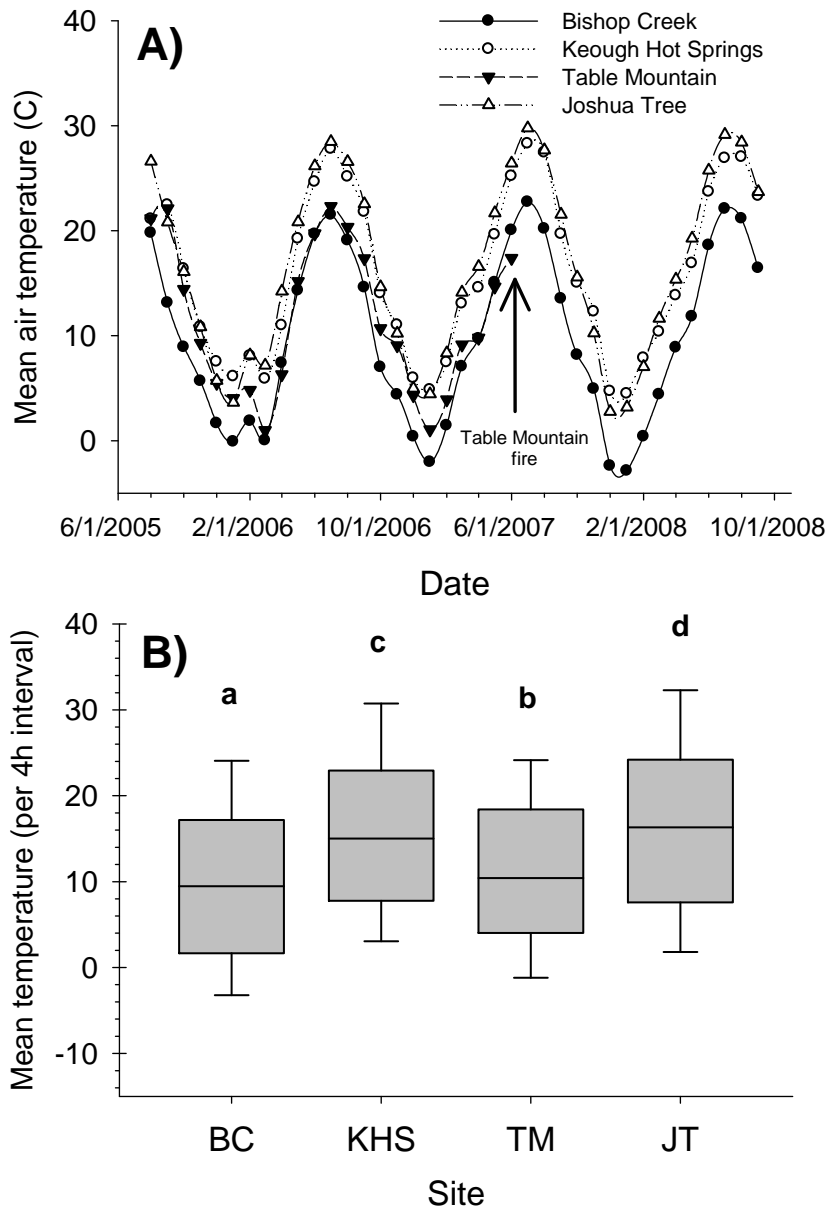 A)
Bishop Creek
Keough Hot Springs
Table Mountain
Joshua Tree
Mean air temperature (C)
40
30
20
10
0
Table Mountain
fire
6/1/2005 2/1/2006 10/1/2006 6/1/2007 2/1/2008 10/1/2008
Date
B)
Mean temperature (per 4h interval)
40
30
20
10
0
-10
a c b d
BC KHS TM JT
Site